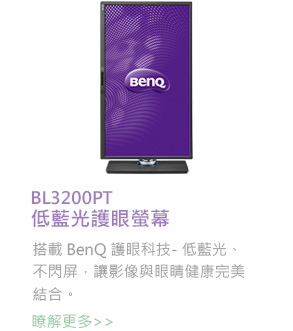 BenQ
BL3200PT
低藍光護眼螢幕
搭載 BenQ 護眼科技- 低藍光、
不閃屏，讓影像與眼睛健康完美
結合。
瞭解更多>>